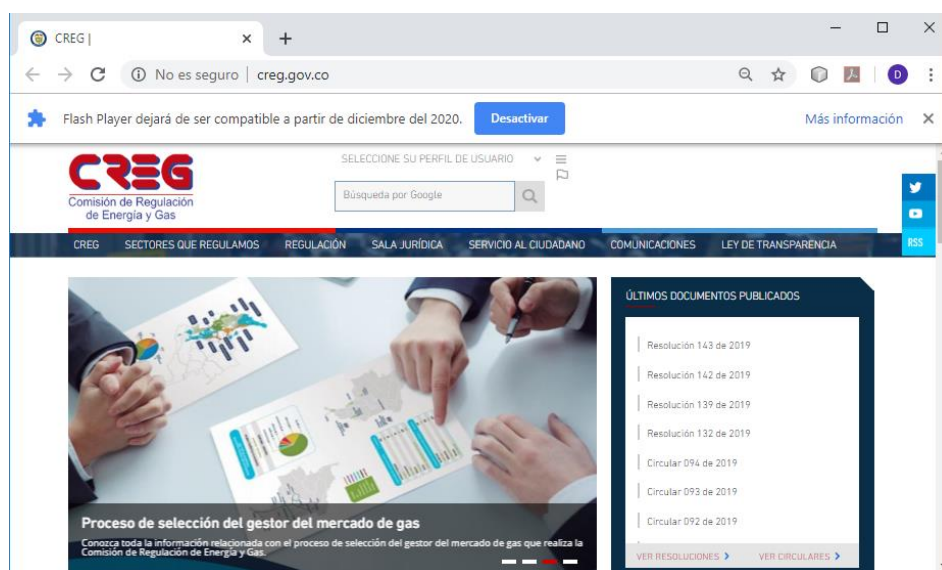 CREG |
No es seguro | creg.gov.co
D
Flash Player dejará de ser compatible a partir de diciembre del 2020.
Desactivar
Más información
CREG
Comisión de Regulación
de Energía y Gas
SELECCIONE SU PERFIL DE USUARIO
Búsqueda por Google
RSS
CREG
SECTORES QUE REGULAMOS
REGULACIÓN
SALA JURÍDICA
SERVICIO AL CIUDADANO
COMUNICACIONES
LEY DE TRANSPARENCIA
Proceso de selección del gestor del mercado de gas
Conozca toda la información relacionada con el proceso de selección del gestor del mercado de gas que realiza la
Comisión de Regulación de Energía y Gas.
ÚLTIMOS DOCUMENTOS PUBLICADOS
Resolución 143 de 2019
Resolución 142 de 2019
Resolución 139 de 2019
Resolución 132 de 2019
Circular 094 de 2019
Circular 093 de 2019
Circular 092 de 2019
VER RESOLUCIONES
VER CIRCULARES